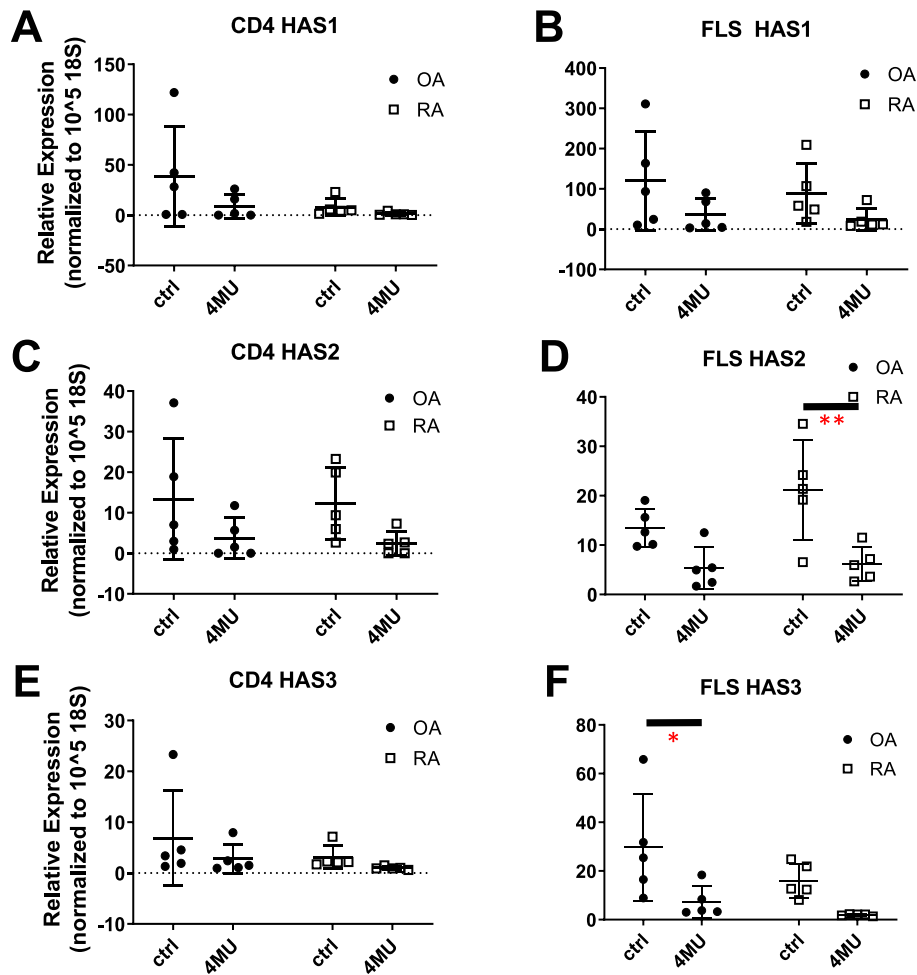 A
CD4 HAS1
Relative Expression
(normalized to 10^5 18S)
150
100
50
0
-50
OA
RA
ctrl
4MU
ctrl
4MU
B
FLS HAS1
400
300
200
100
0
-100
OA
RA
ctrl
4MU
ctrl
4MU
C
CD4 HAS2
Relative Expression
(normalized to 10^5 18S)
40
30
20
10
0
-10
OA
RA
ctrl
4MU
ctrl
4MU
D
FLS HAS2
40
30
20
10
0
OA
RA
**
ctrl
4MU
ctrl
4MU
E
CD4 HAS3
Relative Expression
(normalized to 10^5 18S)
30
20
10
0
-10
OA
RA
ctrl
4MU
ctrl
4MU
F
FLS HAS3
80
60
40
20
0
*
OA
RA
ctrl
4MU
ctrl
4MU